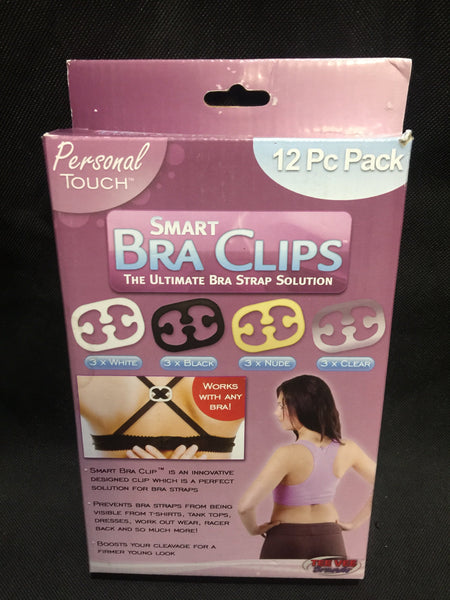 Personal
TOUCH™
12 Pc Pack
SMART
BRA CLIPS™
THE ULTIMATE BRA STRAP SOLUTION
3 x WHITE
3 x BLACK
3 x NUDE
3 x CLEAR
WORKS
WITH ANY
BRA!
- SMART BRA CLIP™ IS AN INNOVATIVE
DESIGNED CLIP WHICH IS A PERFECT
SOLUTION FOR BRA STRAPS
- PREVENTS BRA STRAPS FROM BEING
VISIBLE FROM T-SHIRTS, TANK TOPS,
DRESSES, WORK OUT WEAR, RACER
BACK AND SO MUCH MORE!
- BOOSTS YOUR CLEAVAGE FOR A
FIRMER YOUNG LOOK